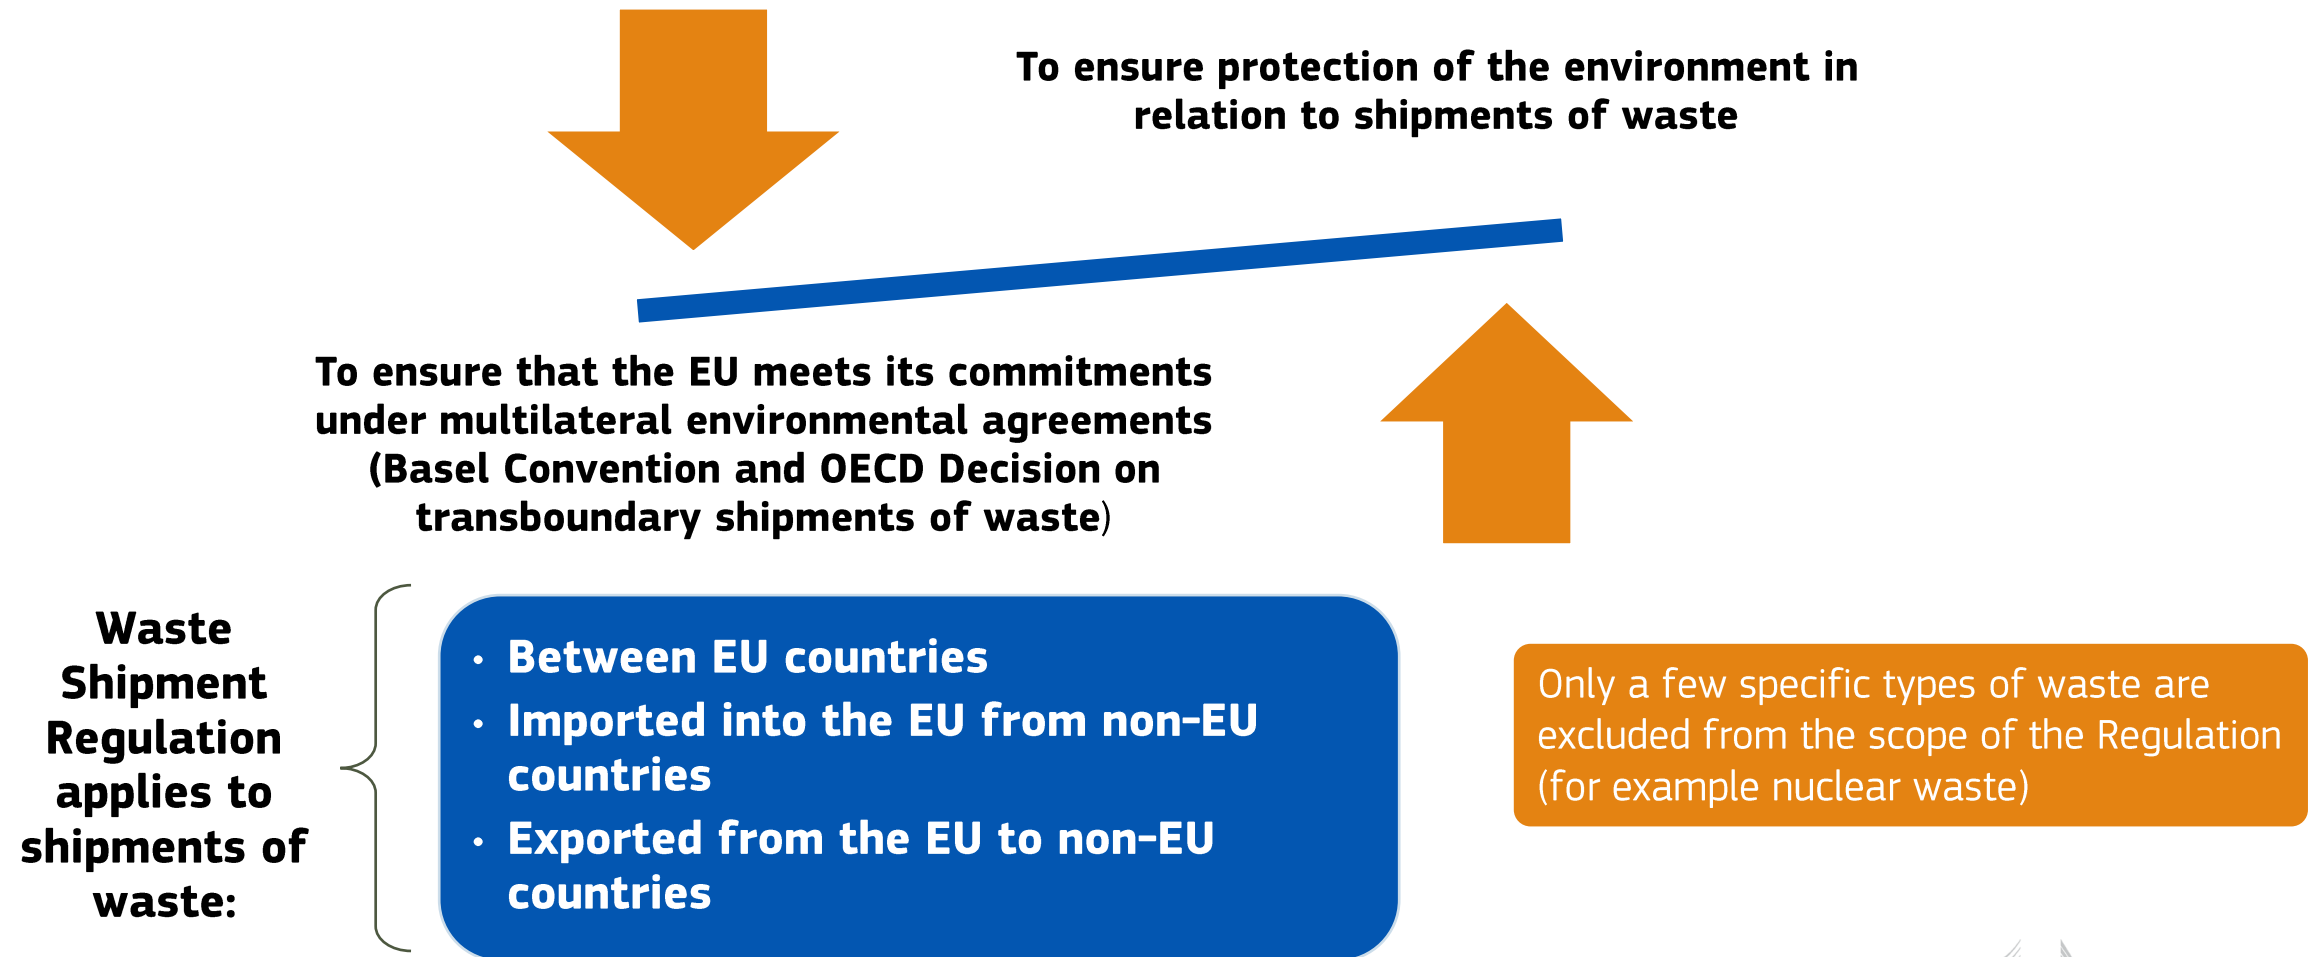 To ensure protection of the environment in
relation to shipments of waste
To ensure that the EU meets its commitments
under multilateral environmental agreements
(Basel Convention and OECD Decision on
transboundary shipments of waste)
Waste
Shipment
Regulation
applies to
shipments of
waste:
• Between EU countries
• Imported into the EU from non-EU
countries
• Exported from the EU to non-EU
countries
Only a few specific types of waste are
excluded from the scope of the Regulation
(for example nuclear waste)